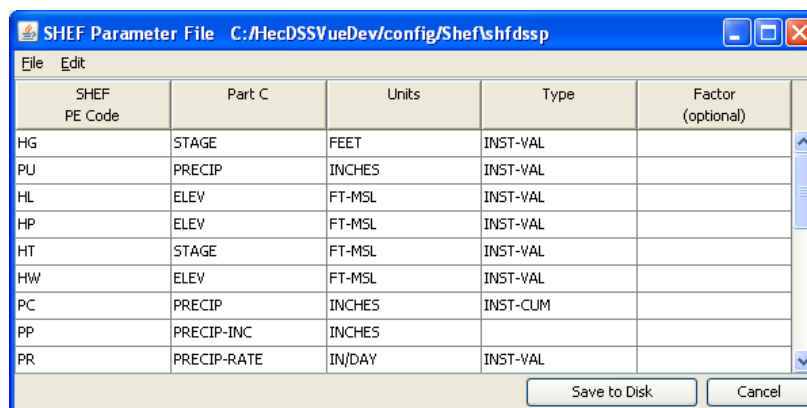 SHEF Parameter File C:/HecDSSVueDev/config/Shef\shfdssp
File Edit
SHEF PE Code Part C Units Type Factor (optional)
HG STAGE FEET INST-VAL
PU PRECIP INCHES INST-VAL
HL ELEV FT-MSL INST-VAL
HP ELEV FT-MSL INST-VAL
HT STAGE FT-MSL INST-VAL
HW ELEV FT-MSL INST-VAL
PC PRECIP INCHES INST-CUM
PP PRECIP-INC INCHES
PR PRECIP-RATE IN/DAY INST-VAL
Save to Disk Cancel